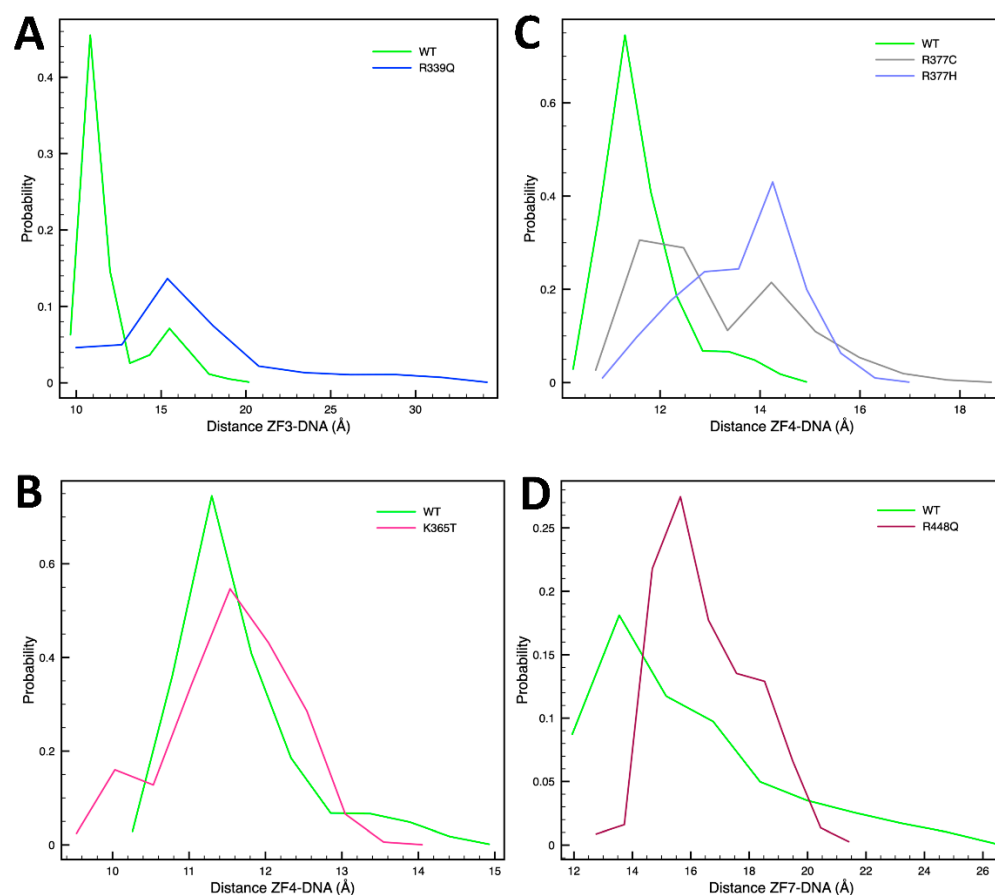 A
WT
R339Q
Probability
0.4
0.3
0.2
0.1
0
10
15
20
25
30
Distance ZF3-DNA (Å)
C
WT
R377C
R377H
Probability
0.6
0.4
0.2
0
12
14
16
18
Distance ZF4-DNA (Å)
B
WT
K365T
Probability
0.6
0.4
0.2
0
10
11
12
13
14
15
Distance ZF4-DNA (Å)
D
WT
R448Q
Probability
0.25
0.2
0.15
0.1
0.05
0
12
14
16
18
20
22
24
26
Distance ZF7-DNA (Å)